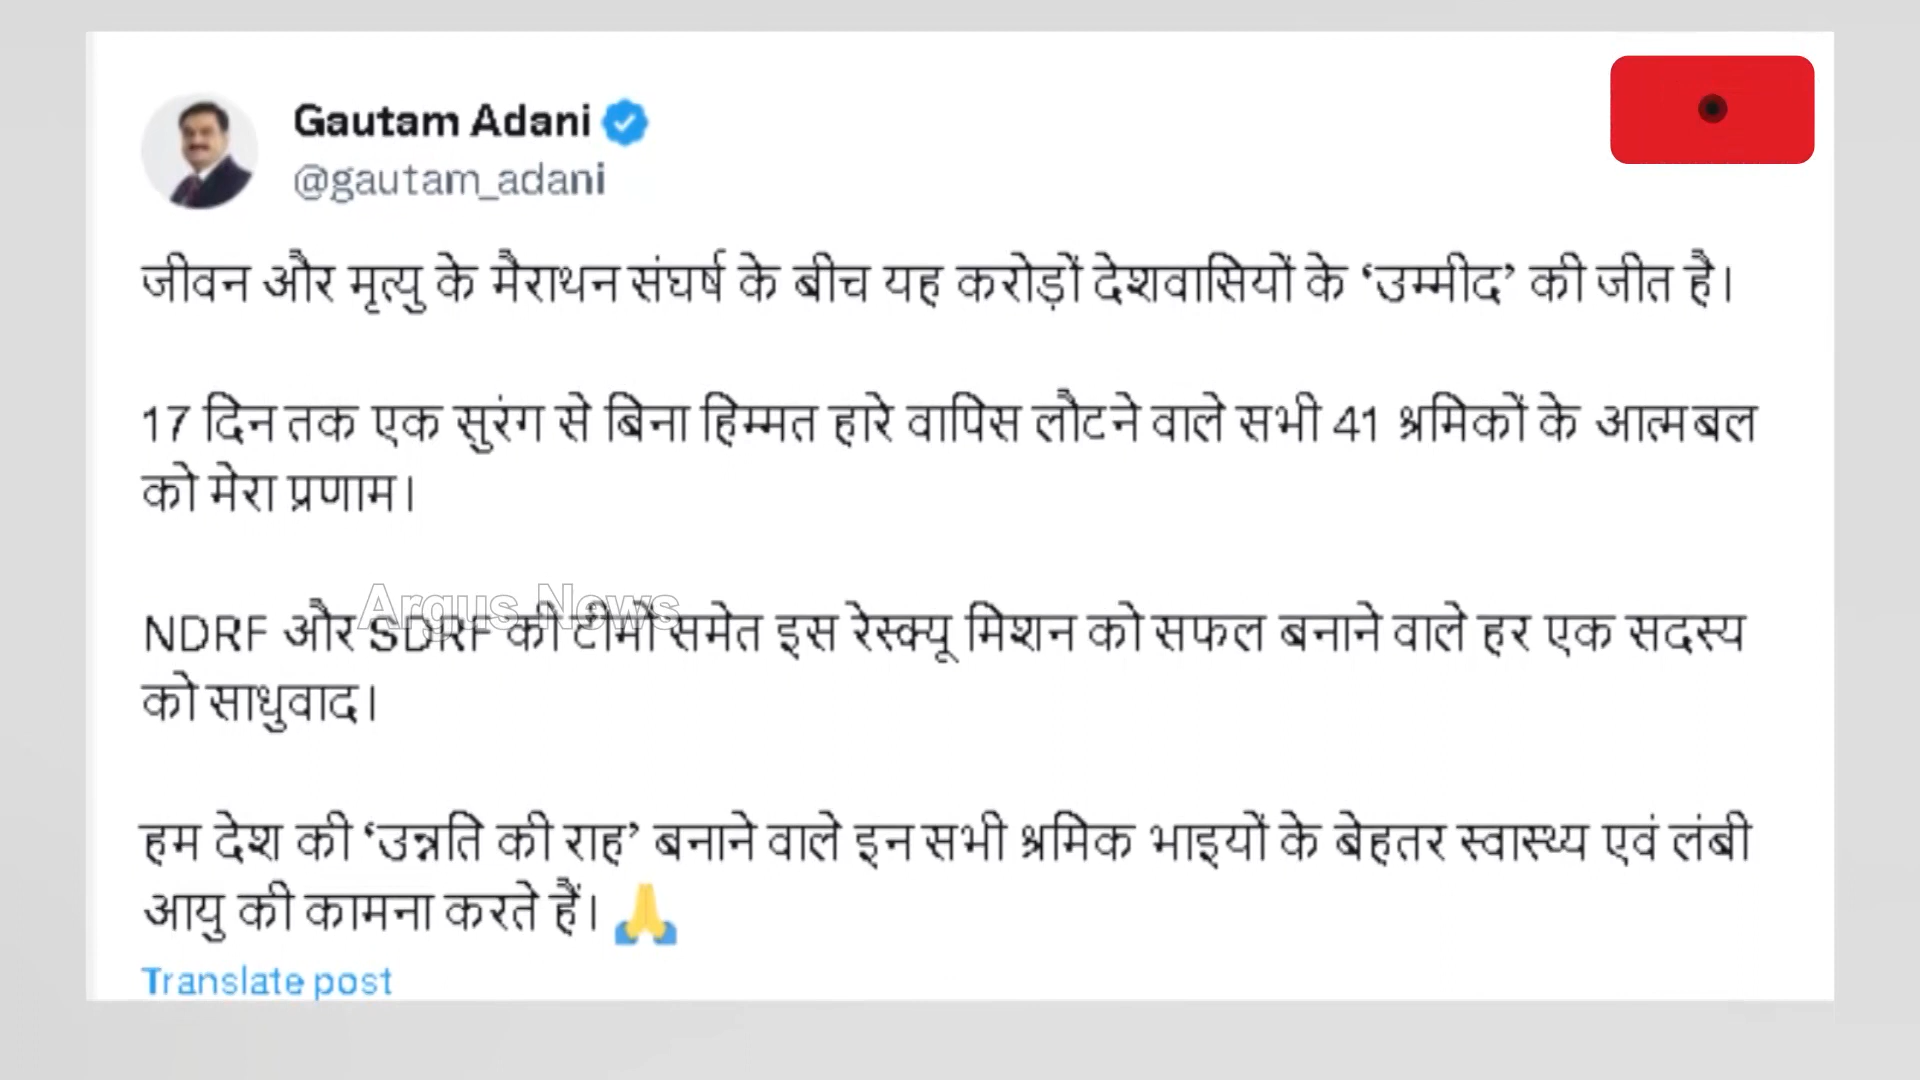 Gautam Adani
@gautam_adani
जीवन और मृत्यु के मैराथन संघर्ष के बीच यह करोड़ों देशवासियों के ‘उम्मीद’ की जीत है।
17 दिन तक एक सुरंग से बिना हिम्मत हारे वापिस लौटने वाले सभी 41 श्रमिकों के आत्मबल
को मेरा प्रणाम।
Argus News
NDRF और SDRF की टीमों समेत इस रेस्क्यू मिशन को सफल बनाने वाले हर एक सदस्य
को साधुवाद।
हम देश की ‘उन्नति की राह’ बनाने वाले इन सभी श्रमिक भाइयों के बेहतर स्वास्थ्य एवं लंबी
आयु की कामना करते हैं। 🙏
Translate post